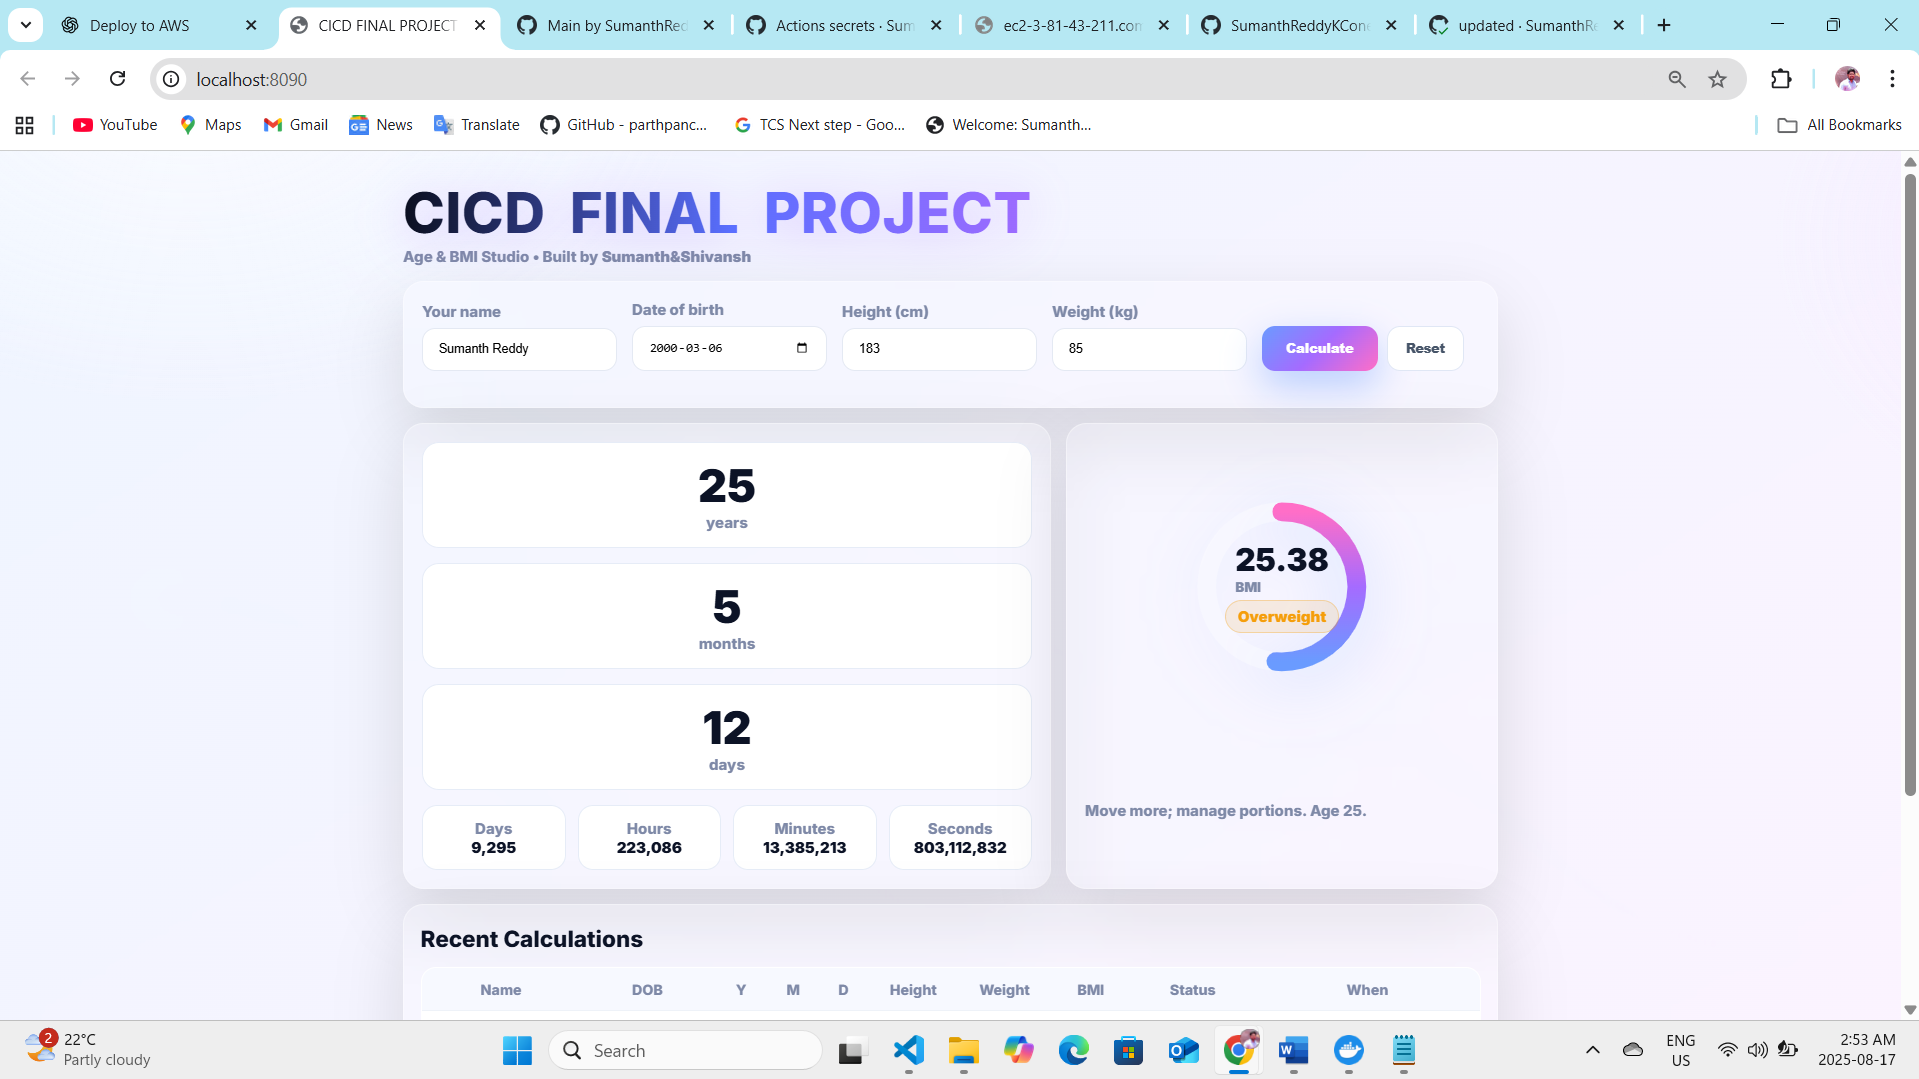 Deploy to AWS
CICD FINAL PROJECT
Main by SumanthRed
Actions secrets · Sum
ec2-3-81-43-211.com
SumanthReddyKCone
updated · SumanthRe
localhost:8090
YouTube
Maps
Gmail
News
Translate
GitHub - parthpanc...
TCS Next step - Goo...
Welcome: Sumanth...
All Bookmarks
CICD FINAL PROJECT
Age & BMI Studio • Built by Sumanth&Shivansh
Your name
Date of birth
Height (cm)
Weight (kg)
Sumanth Reddy
2000-03-06
183
85
Calculate
Reset
25
years
5
months
12
days
Days
9,295
Hours
223,086
Minutes
13,385,213
Seconds
803,112,832
25.38
BMI
Overweight
Move more; manage portions. Age 25.
Recent Calculations
Name DOB Y M D Height Weight BMI Status When
2
22°C
Partly cloudy
Search
ENG
US
2:53 AM
2025-08-17